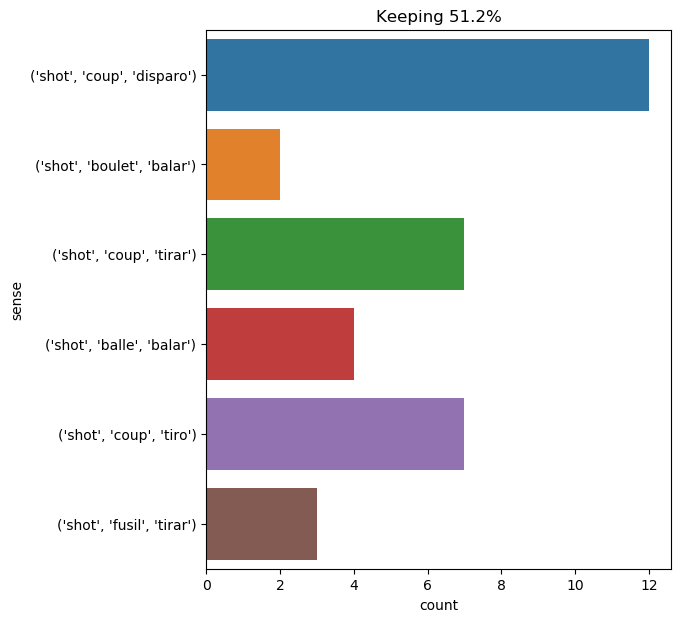 Keeping 51.2%
('shot', 'coup', 'disparo')
('shot', 'boulet', 'balar')
('shot', 'coup', 'tirar')
('shot', 'balle', 'balar')
('shot', 'coup', 'tiro')
('shot', 'fusil', 'tirar')
sense
0 2 4 6 8 10 12
count